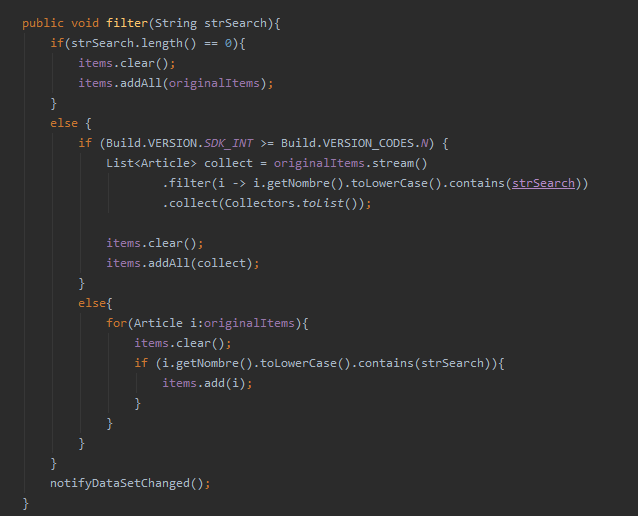 public void filter(String strSearch){
    if(strSearch.length() == 0){
        items.clear();
        items.addAll(originalItems);
    }
    else {
        if (Build.VERSION.SDK_INT >= Build.VERSION_CODES.N) {
            List<Article> collect = originalItems.stream()
                    .filter(i -> i.getNombre().toLowerCase().contains(strSearch))
                    .collect(Collectors.toList());

            items.clear();
            items.addAll(collect);
        }
        else{
            for(Article i:originalItems){
                items.clear();
                if (i.getNombre().toLowerCase().contains(strSearch)){
                    items.add(i);
                }
            }
        }
    }
    notifyDataSetChanged();
}